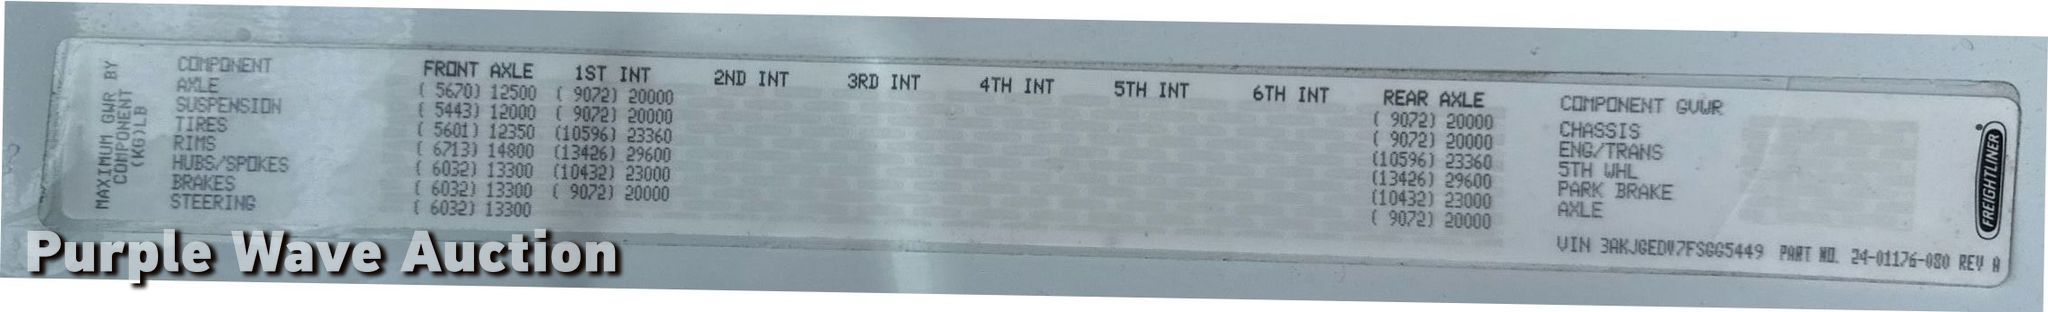 MAXIMUM GWR BY
COMPONENT
(KG)LB
COMPONENT FRONT AXLE 1ST INT 2ND INT 3RD INT 4TH INT 5TH INT 6TH INT REAR AXLE COMPONENT GVWR
AXLE ( 5670) 12500 ( 9072) 20000 ( 9072) 20000 CHASSIS
SUSPENSION ( 5443) 12000 ( 9072) 20000 ( 9072) 20000 ENG/TRANS
TIRES ( 5601) 12350 (10596) 23360 (10596) 23360 5TH WHL
RIMS ( 6713) 14800 (13426) 29600 (13426) 29600 PARK BRAKE
HUBS/SPOKES ( 6032) 13300 (10432) 23000 (10432) 23000 AXLE
BRAKES ( 6032) 13300 ( 9072) 20000 ( 9072) 20000
STEERING ( 6032) 13300
VIN 3AKJGEDV7FSGG5449 PART NO. 24-01176-080 REV A
FREIGHTLINER
Purple Wave Auction